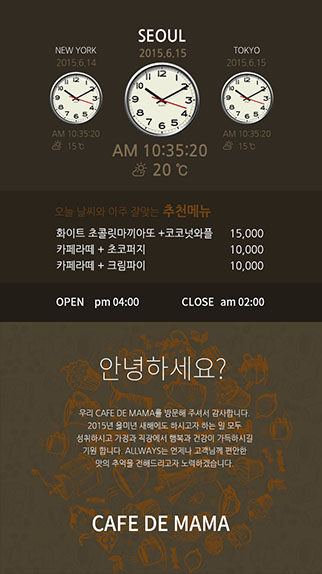 SEOUL
2015.6.15
NEW YORK
2015.6.14
TOKYO
2015.6.15
AM 10:35:20
15℃
AM 10:35:20
20℃
AM 10:35:20
15℃
오늘 날씨와 이주 잘맞는 추천메뉴
화이트 초콜릿마끼아또 +코코넛와플 15,000
카페라떼 + 초코퍼지 10,000
카페라떼 + 크림파이 10,000
OPEN pm 04:00 CLOSE am 02:00
안녕하세요?
우리 CAFE DE MAMA를 방문해 주셔서 감사합니다.
2015년 을미년 새해에도 하시고자 하는 일 모두
성취하시고 가정과 직장에서 행복과 건강이 가득하시길
기원 합니다. ALLWAYS는 언제나 고객님께 편안한
맛의 추억을 전해드리고자 노력하겠습니다.
CAFE DE MAMA